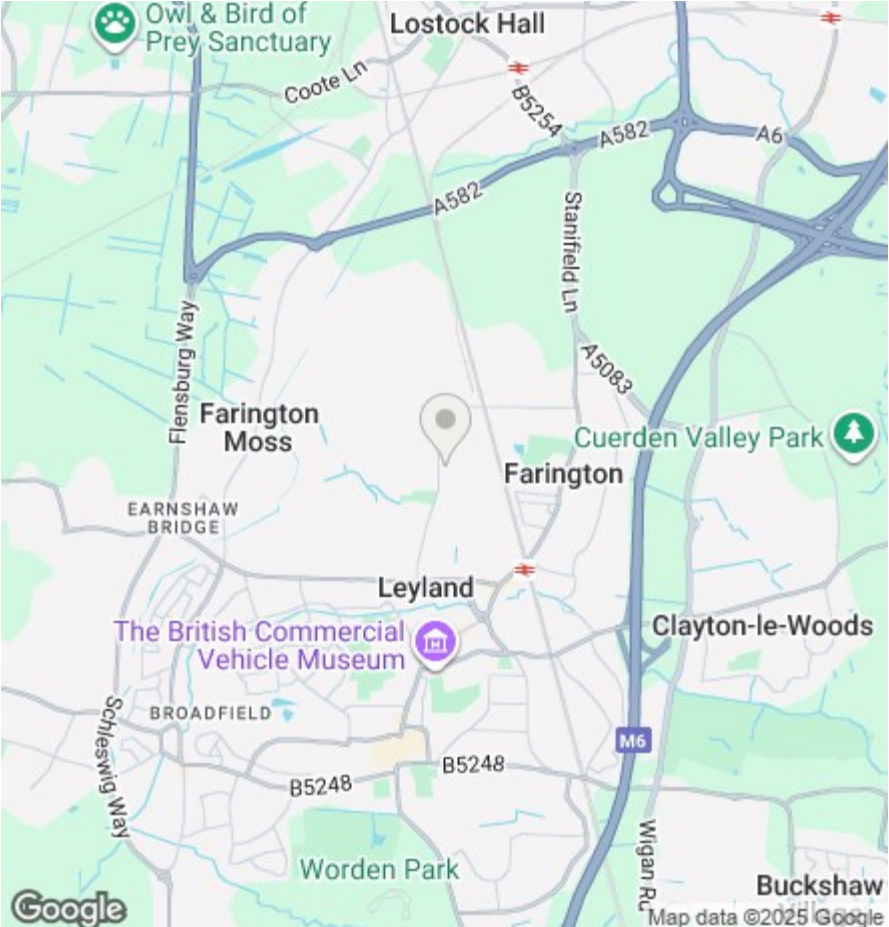 Owl & Bird of
Prey Sanctuary
Lostock Hall
Coote Ln
B5254
A582
A6
A582
Stanifield Ln
Flensburg Way
A5083
Farington
Moss
Cuerden Valley Park
Farington
EARNSHAW
BRIDGE
Leyland
The British Commercial
Vehicle Museum
Clayton-le-Woods
BROADFIELD
Schleswig Way
M6
B5248
B5248
Worden Park
Wigan Rd
Buckshaw
Village
Google
Map data ©2025 Google